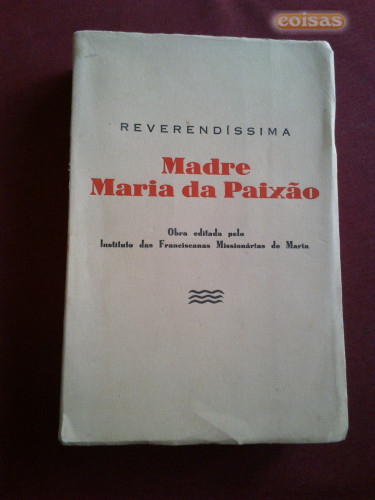 coisas
REVERENDÍSSIMA
Madre
Maria da Paixão
Obra editada pelo
Instituto das Franciscanas Missionárias de Maria